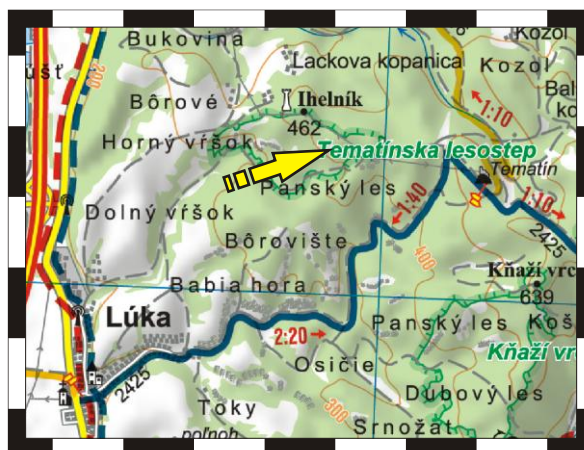 Bukovina
Kozol
Lackova kopanica
Kozol
200
Bôrové
Ihelník
1:10
462
Horný vŕšok
Tematínska lesostep
Tematín
Panský les
1:40
1:10
Dolný vŕšok
2425
Bôrovište
400
Kňaží vrc
Babia hora
639
Lúka
Panský les
Koš
2:20
Kňaží vr
Osičie
2425
Dubový les
Toky
300
Srnožat